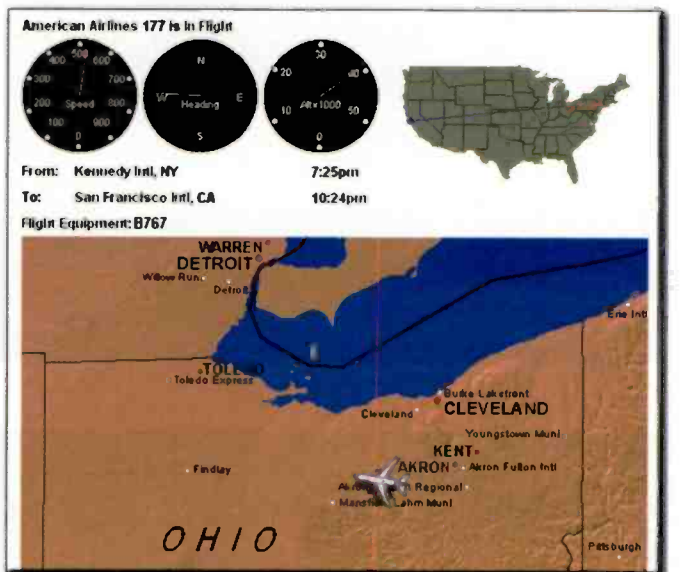 American Airlines 177 is In Flight
400 500 600
300 700
200 Speed 800
100 900
0
N
W Heading E
S
30
20 40
10 Alt×1000 50
0
From: Kennedy Intl, NY 7:25pm
To: San Francisco Intl, CA 10:24pm
Flight Equipment: B767
WARREN
DETROIT
Willow Run
Detroit
Erie Intl
TOLEDO
Toledo Express
Burke Lakefront
Cleveland
CLEVELAND
Youngstown Muni
KENT
AKRON
Akron Fulton Intl
Findlay
Regional
Lahm Muni
OHIO
Pittsburgh